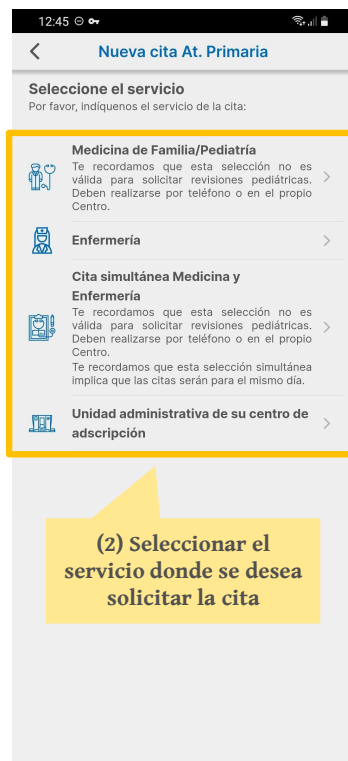 12:45
Nueva cita At. Primaria
Seleccione el servicio
Por favor, indíquenos el servicio de la cita:
Medicina de Familia/Pediatría
Te recordamos que esta selección no es
válida para solicitar revisiones pediátricas.
Deben realizarse por teléfono o en el propio
Centro.
Enfermería
Cita simultánea Medicina y
Enfermería
Te recordamos que esta selección no es
válida para solicitar revisiones pediátricas.
Deben realizarse por teléfono o en el propio
Centro.
Te recordamos que esta selección simultánea
implica que las citas serán para el mismo día.
Unidad administrativa de su centro de
adscripción
(2) Seleccionar el
servicio donde se desea
solicitar la cita